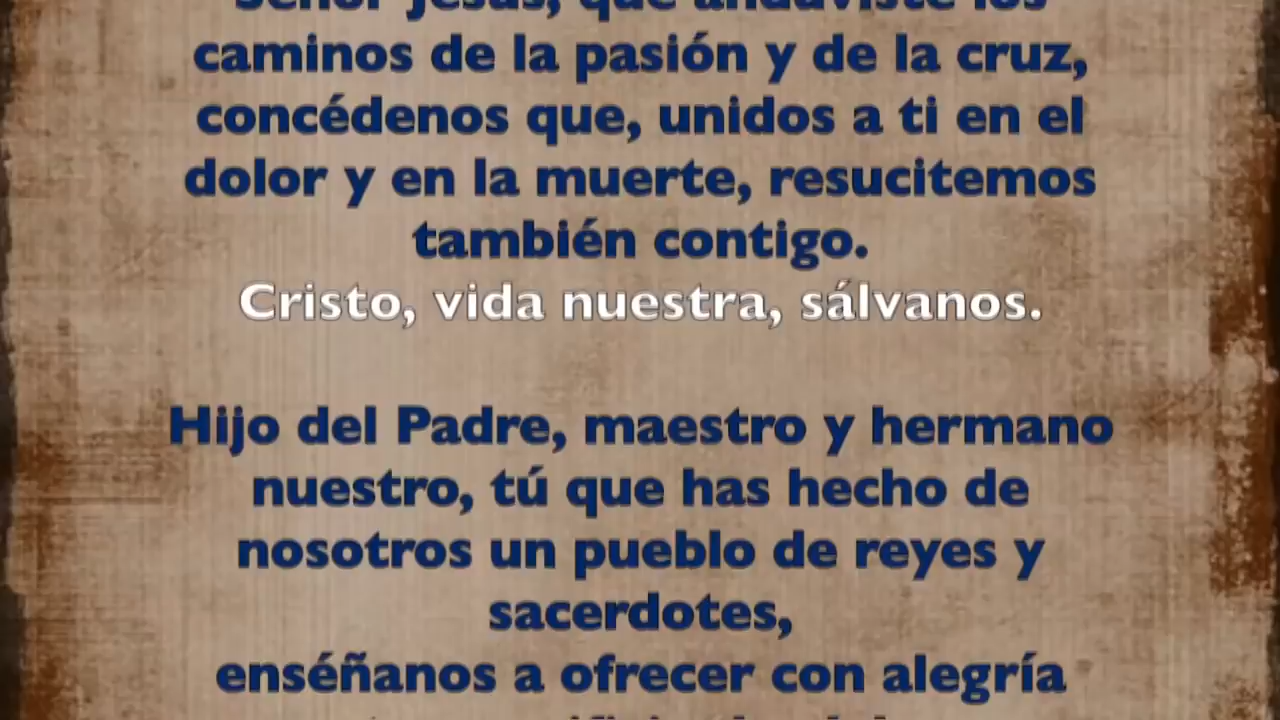 Señor Jesús, que anduviste los
caminos de la pasión y de la cruz,
concédenos que, unidos a ti en el
dolor y en la muerte, resucitemos
también contigo.
Cristo, vida nuestra, sálvanos.
Hijo del Padre, maestro y hermano
nuestro, tú que has hecho de
nosotros un pueblo de reyes y
sacerdotes,
enséñanos a ofrecer con alegría